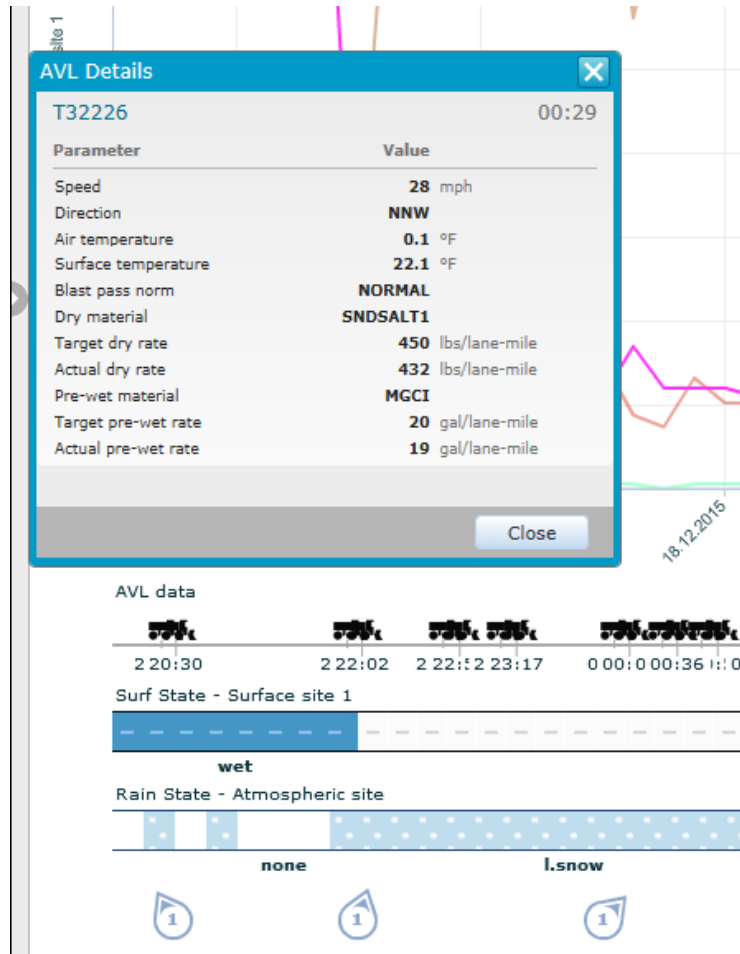 site 1
AVL Details
T32226 00:29
Parameter Value
Speed 28 mph
Direction NNW
Air temperature 0.1 °F
Surface temperature 22.1 °F
Blast pass norm NORMAL
Dry material SNDSALT1
Target dry rate 450 lbs/lane-mile
Actual dry rate 432 lbs/lane-mile
Pre-wet material MGCI
Target pre-wet rate 20 gal/lane-mile
Actual pre-wet rate 19 gal/lane-mile
Close
18.12.2015
AVL data
2 20:30 2 22:02 2 22: 2 23:17 0 00: 0 00:36
Surf State - Surface site 1
wet
Rain State - Atmospheric site
none l.snow
1 1 1